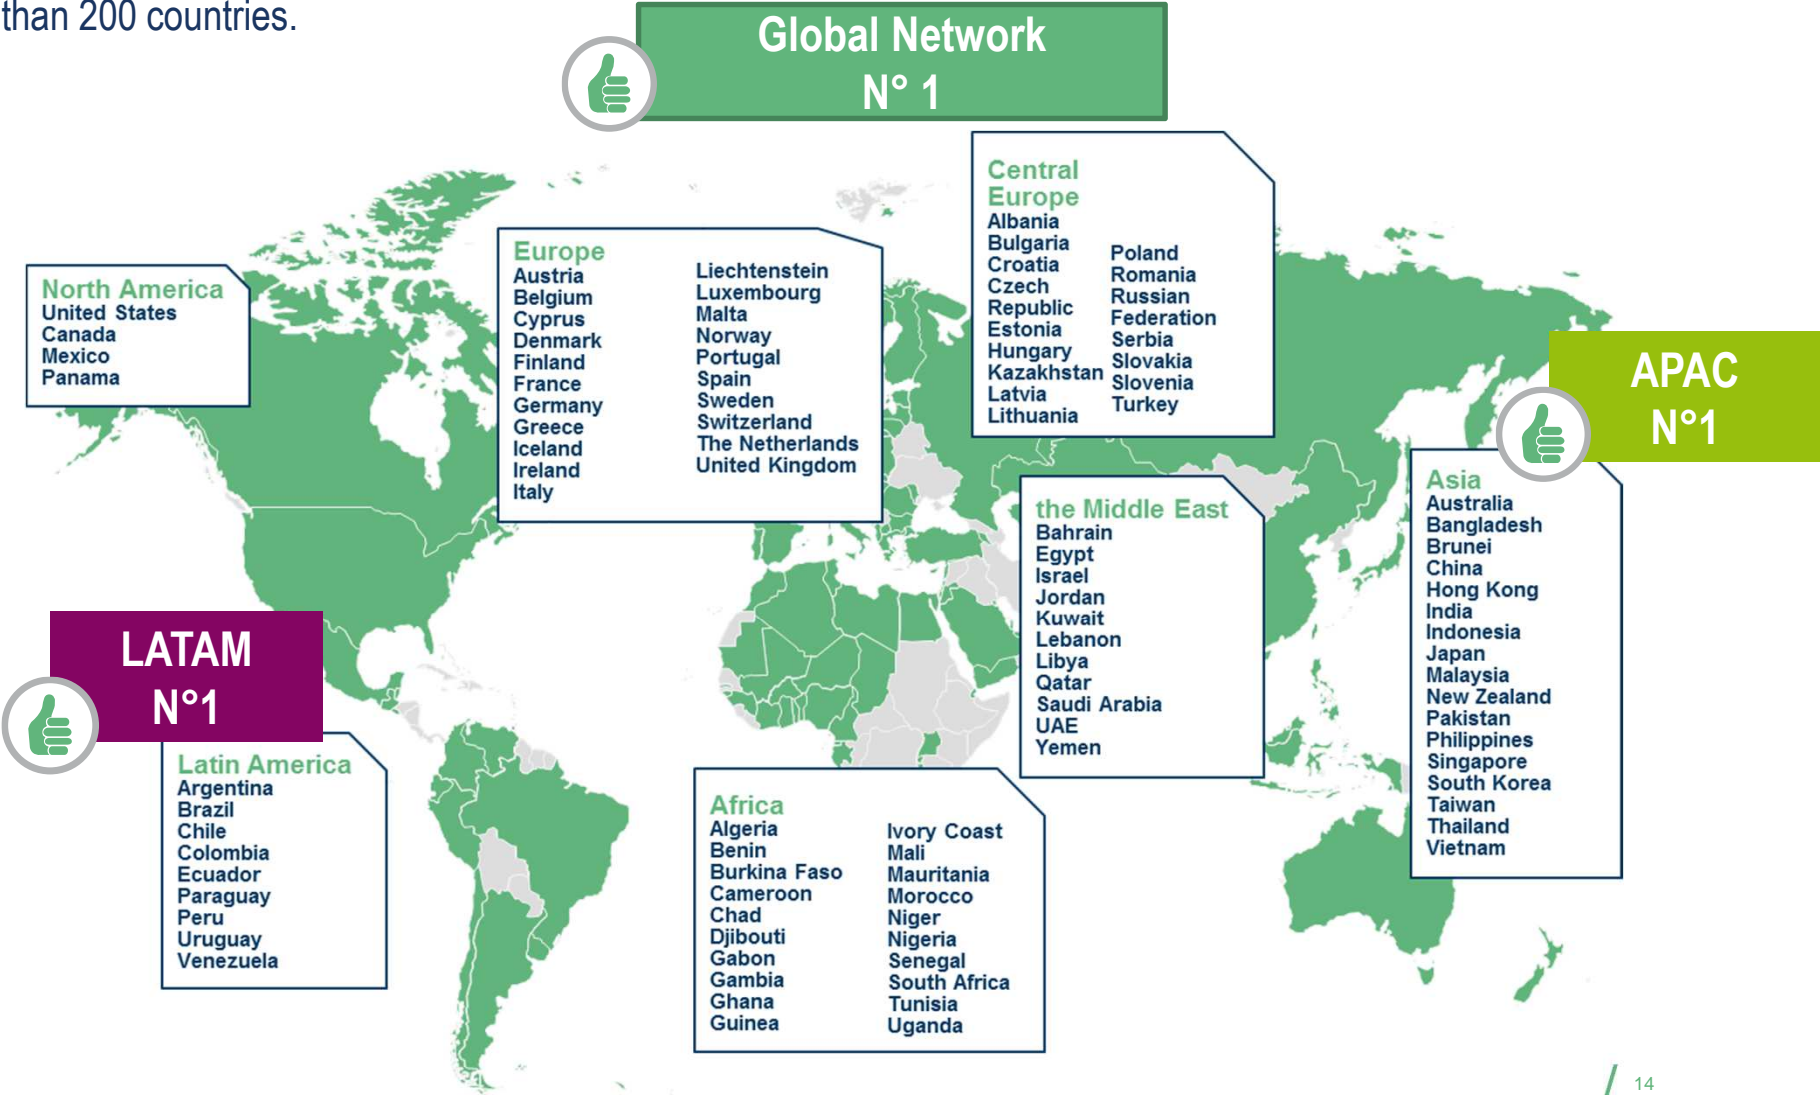 than 200 countries.
Global Network
N° 1
Central
Europe
Albania
Bulgaria
Croatia
Czech
Republic
Estonia
Hungary
Kazakhstan
Latvia
Lithuania
Poland
Romania
Russian
Federation
Serbia
Slovakia
Slovenia
Turkey
Europe
Austria
Belgium
Cyprus
Denmark
Finland
France
Germany
Greece
Iceland
Ireland
Italy
Liechtenstein
Luxembourg
Malta
Norway
Portugal
Spain
Sweden
Switzerland
The Netherlands
United Kingdom
North America
United States
Canada
Mexico
Panama
APAC
N°1
Asia
Australia
Bangladesh
Brunei
China
Hong Kong
India
Indonesia
Japan
Malaysia
New Zealand
Pakistan
Philippines
Singapore
South Korea
Taiwan
Thailand
Vietnam
the Middle East
Bahrain
Egypt
Israel
Jordan
Kuwait
Lebanon
Libya
Qatar
Saudi Arabia
UAE
Yemen
LATAM
N°1
Latin America
Argentina
Brazil
Chile
Colombia
Ecuador
Paraguay
Peru
Uruguay
Venezuela
Africa
Algeria
Benin
Burkina Faso
Cameroon
Chad
Djibouti
Gabon
Gambia
Ghana
Guinea
Ivory Coast
Mali
Mauritania
Morocco
Niger
Nigeria
Senegal
South Africa
Tunisia
Uganda
14